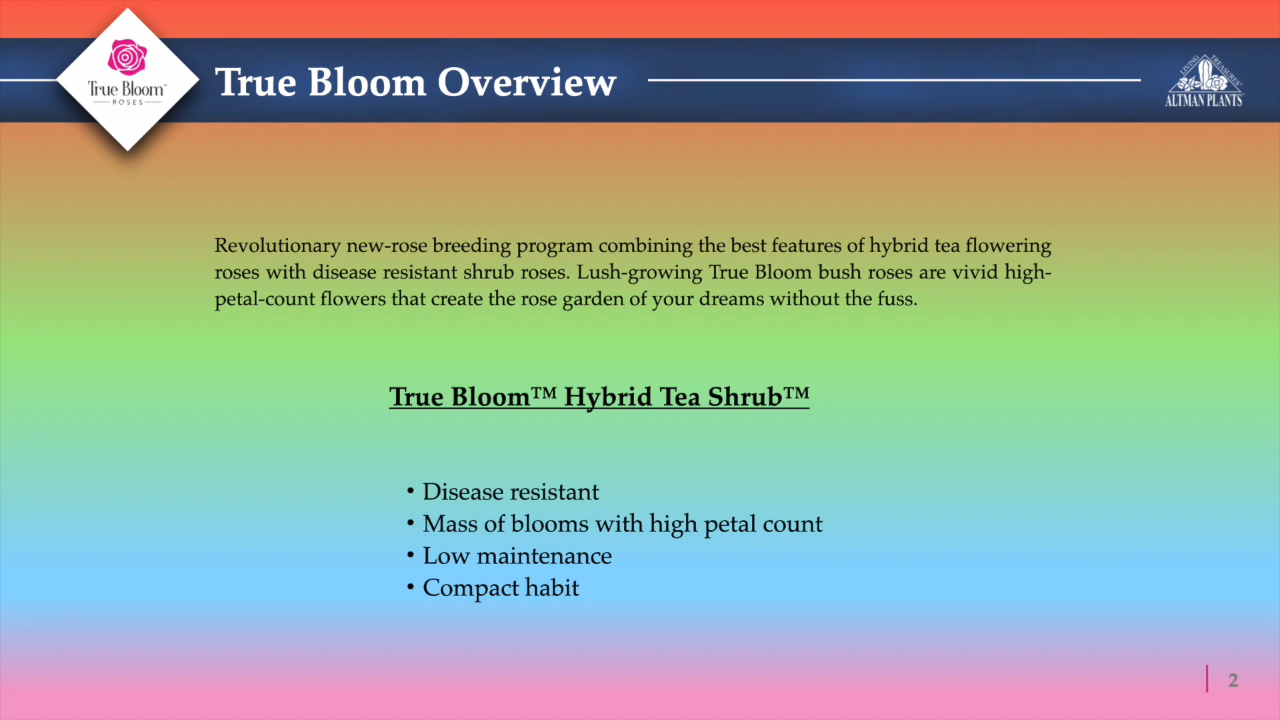 True Bloom™
ROSES
True Bloom Overview
LIVING TREASURES®
ALTMAN PLANTS
Revolutionary new-rose breeding program combining the best features of hybrid tea flowering
roses with disease resistant shrub roses. Lush-growing True Bloom bush roses are vivid high-
petal-count flowers that create the rose garden of your dreams without the fuss.
True Bloom™ Hybrid Tea Shrub™
• Disease resistant
• Mass of blooms with high petal count
• Low maintenance
• Compact habit
2